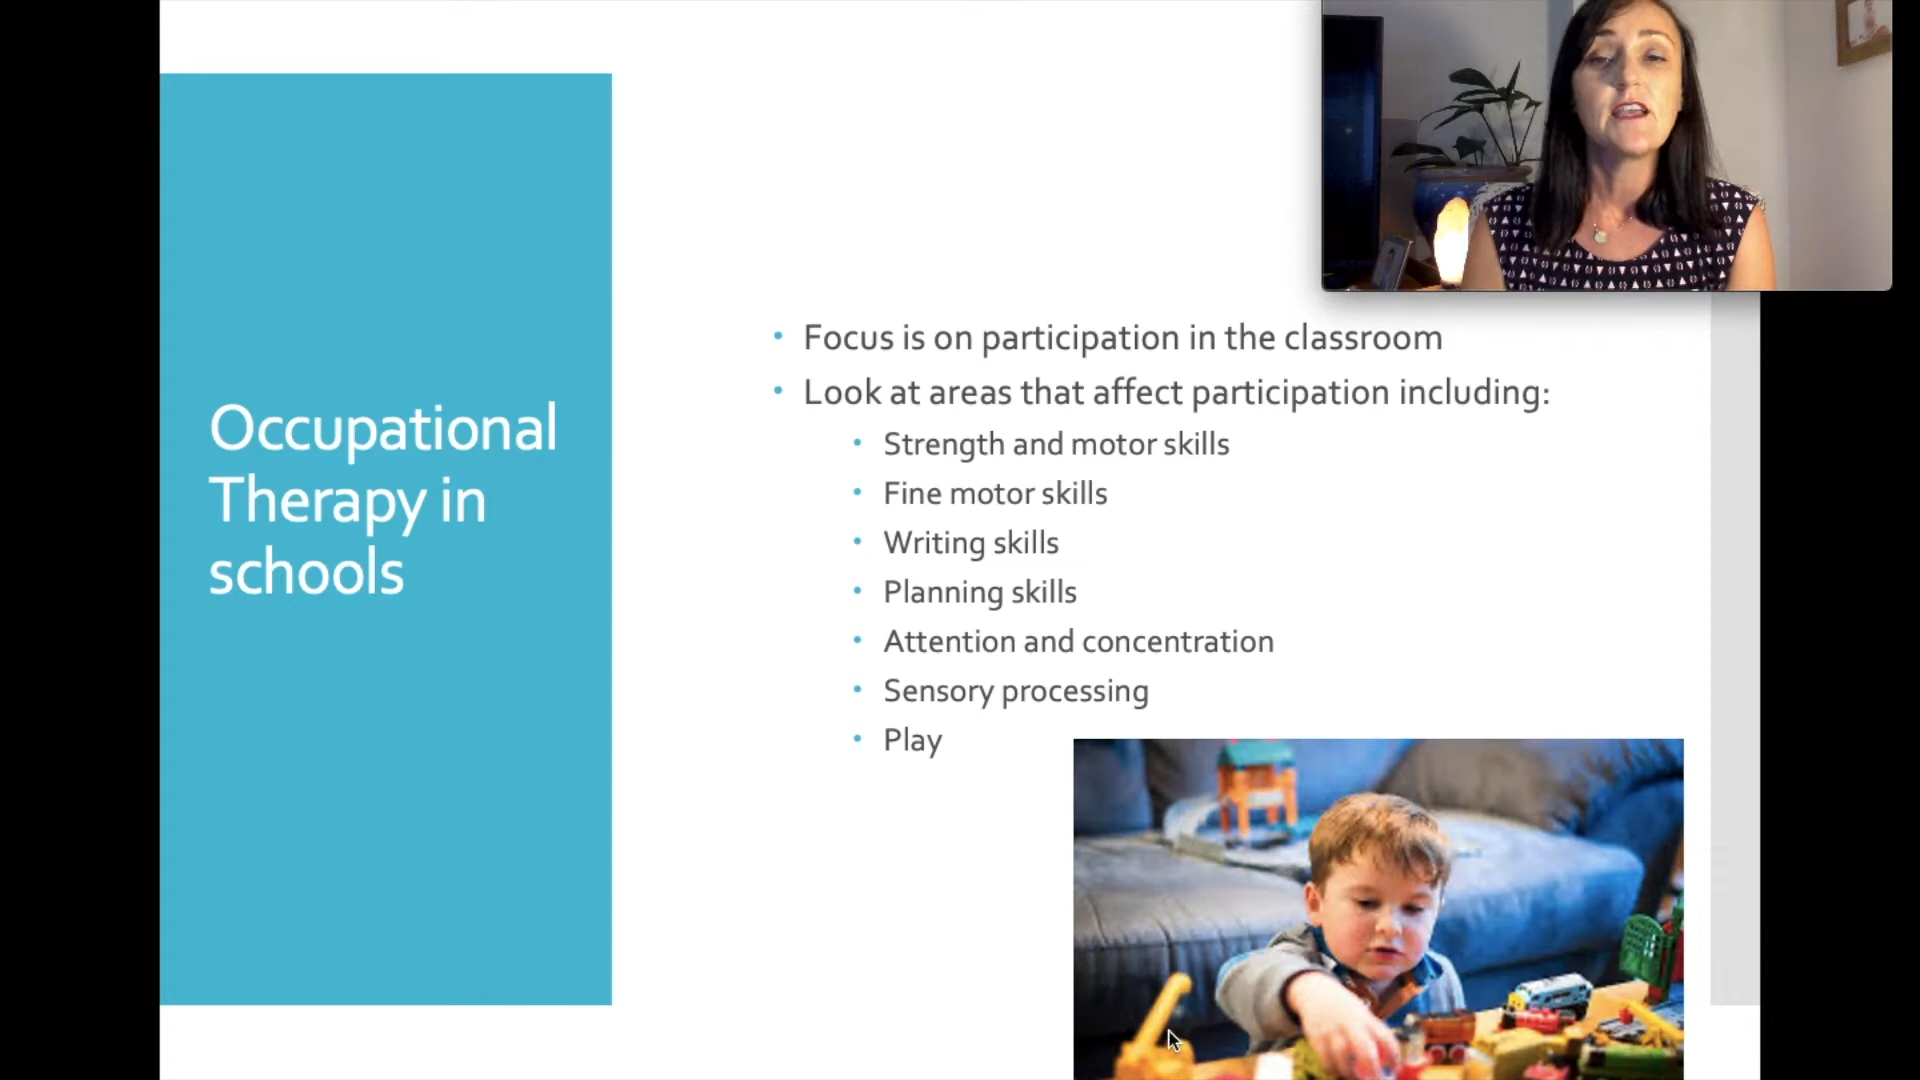 Occupational
Therapy in
schools
• Focus is on participation in the classroom
• Look at areas that affect participation including:
• Strength and motor skills
• Fine motor skills
• Writing skills
• Planning skills
• Attention and concentration
• Sensory processing
• Play